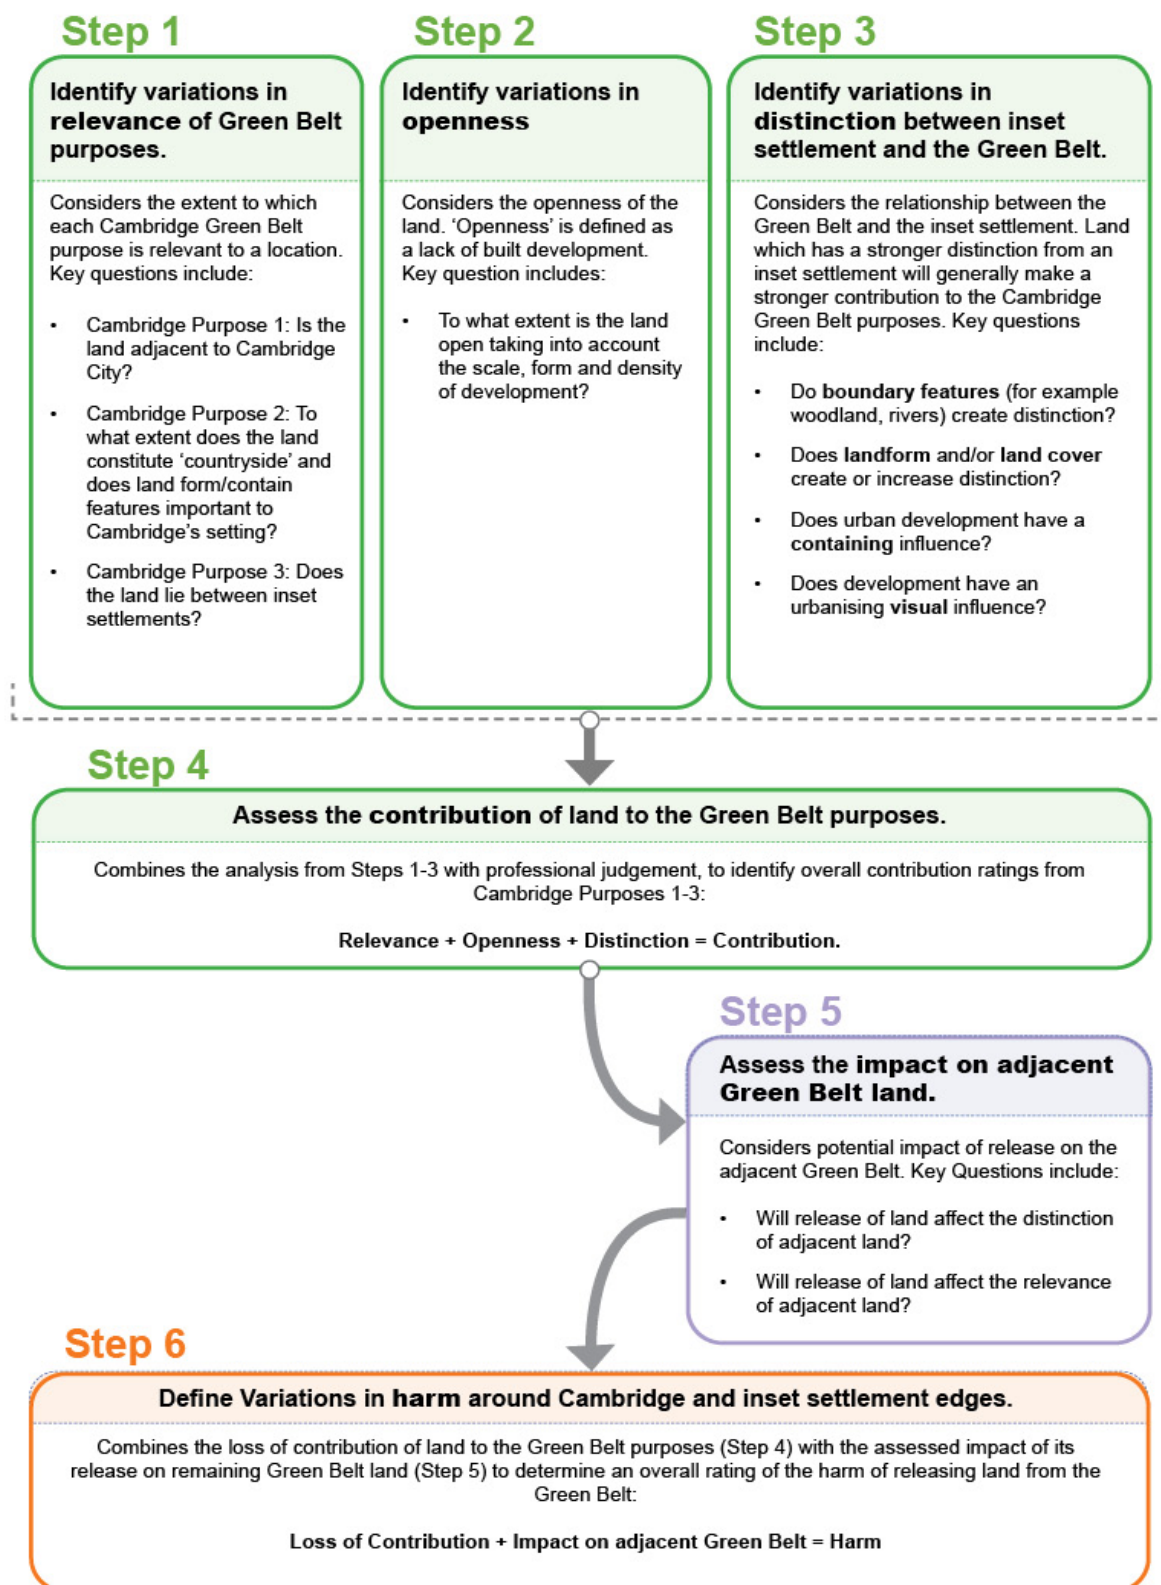 Step 1
Identify variations in
relevance of Green Belt
purposes.
Considers the extent to which
each Cambridge Green Belt
purpose is relevant to a location.
Key questions include:
• Cambridge Purpose 1: Is the
land adjacent to Cambridge
City?
• Cambridge Purpose 2: To
what extent does the land
constitute ‘countryside’ and
does land form/contain
features important to
Cambridge’s setting?
• Cambridge Purpose 3: Does
the land lie between inset
settlements?
Step 2
Identify variations in
openness
Considers the openness of the
land. ‘Openness’ is defined as
a lack of built development.
Key question includes:
• To what extent is the land
open taking into account
the scale, form and density
of development?
Step 3
Identify variations in
distinction between inset
settlement and the Green Belt.
Considers the relationship between the
Green Belt and the inset settlement. Land
which has a stronger distinction from an
inset settlement will generally make a
stronger contribution to the Cambridge
Green Belt purposes. Key questions
include:
• Do boundary features (for example
woodland, rivers) create distinction?
• Does landform and/or land cover
create or increase distinction?
• Does urban development have a
containing influence?
• Does development have an
urbanising visual influence?
Step 4
Assess the contribution of land to the Green Belt purposes.
Combines the analysis from Steps 1-3 with professional judgement, to identify overall contribution ratings from
Cambridge Purposes 1-3:
Relevance + Openness + Distinction = Contribution.
Step 5
Assess the impact on adjacent
Green Belt land.
Considers potential impact of release on the
adjacent Green Belt. Key Questions include:
• Will release of land affect the distinction
of adjacent land?
• Will release of land affect the relevance
of adjacent land?
Step 6
Define Variations in harm around Cambridge and inset settlement edges.
Combines the loss of contribution of land to the Green Belt purposes (Step 4) with the assessed impact of its
release on remaining Green Belt land (Step 5) to determine an overall rating of the harm of releasing land from the
Green Belt:
Loss of Contribution + Impact on adjacent Green Belt = Harm